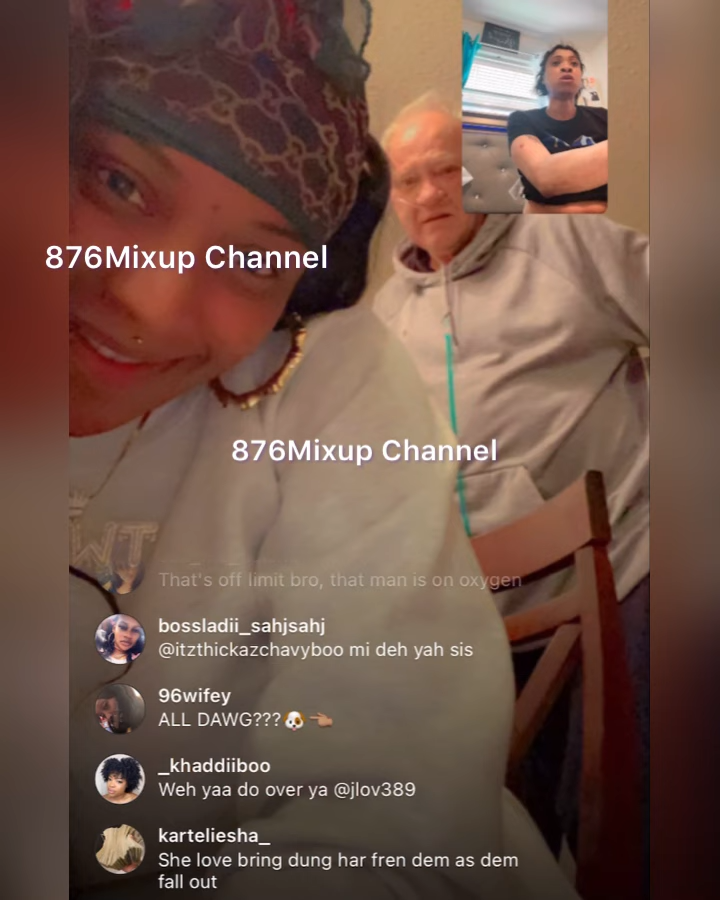 876Mixup Channel
876Mixup Channel
WT
That's off limit bro, that man is on oxygen
bossladii_sahjsahj
@itzthickazchavyboo mi deh yah sis
96wifey
ALL DAWG???🐶👈🏽
_khaddiiboo
Weh yaa do over ya @jlov389
karteliesha_
She love bring dung har fren dem as dem
fall out